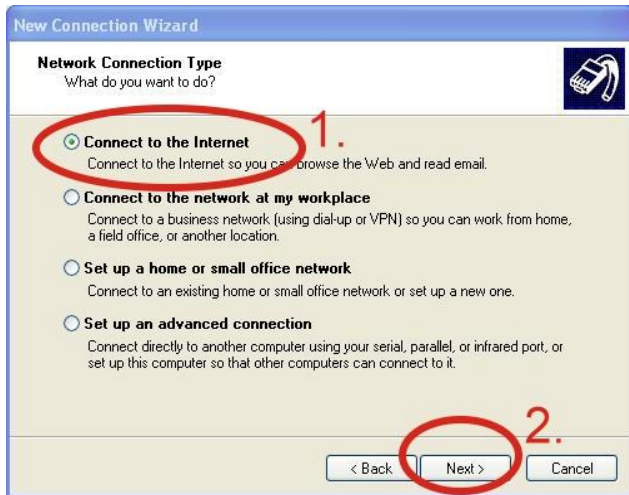 New Connection Wizard
Network Connection Type
What do you want to do?
Connect to the Internet
1.
Connect to the Internet so you can browse the Web and read email.
Connect to the network at my workplace
Connect to a business network (using dial-up or VPN) so you can work from home,
a field office, or another location.
Set up a home or small office network
Connect to an existing home or small office network or set up a new one.
Set up an advanced connection
Connect directly to another computer using your serial, parallel, or infrared port, or
set up this computer so that other computers can connect to it.
2.
< Back Next > Cancel